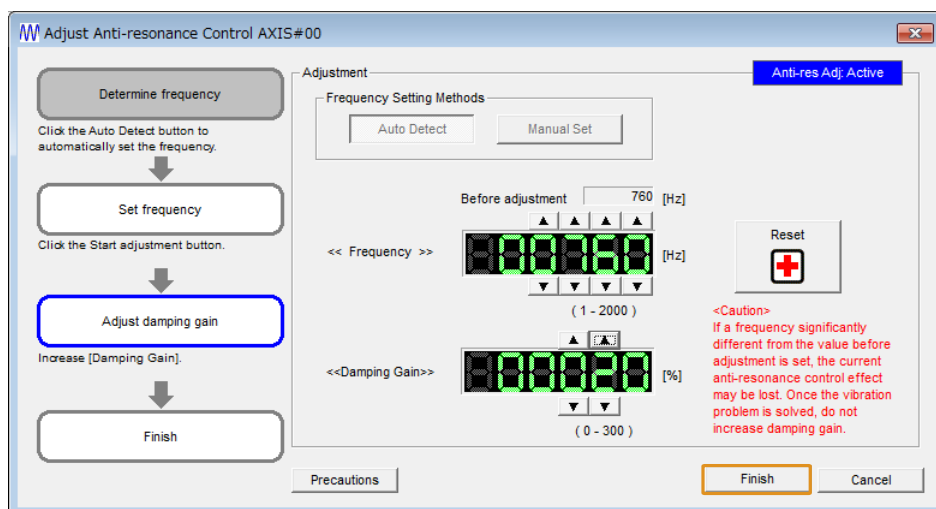 Adjust Anti-resonance Control AXIS#00
Determine frequency
Click the Auto Detect button to
automatically set the frequency.
Set frequency
Click the Start adjustment button.
Adjust damping gain
Increase [Damping Gain].
Finish
Adjustment
Anti-res Adj: Active
Frequency Setting Methods
Auto Detect
Manual Set
Before adjustment 760 [Hz]
<< Frequency >> 00760 [Hz]
( 1 - 2000 )
<<Damping Gain>> 00020 [%]
( 0 - 300 )
Reset
<Caution>
If a frequency significantly
different from the value before
adjustment is set, the current
anti-resonance control effect
may be lost. Once the vibration
problem is solved, do not
increase damping gain.
Precautions
Finish
Cancel